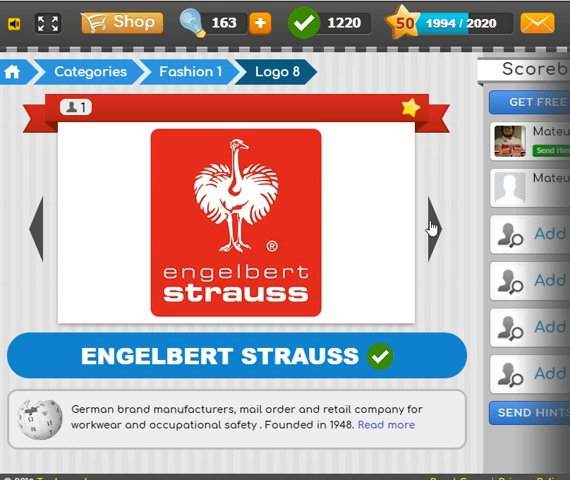 Shop
163
1220
50
1994 / 2020
Categories
Fashion 1
Logo 8
Scoreb
1
GET FREE
Mateu
Send Hin
Mateu
Add
Add
Add
Add
engelbert
strauss
®
ENGELBERT STRAUSS
German brand manufacturers, mail order and retail company for
workwear and occupational safety . Founded in 1948. Read more
SEND HINTS